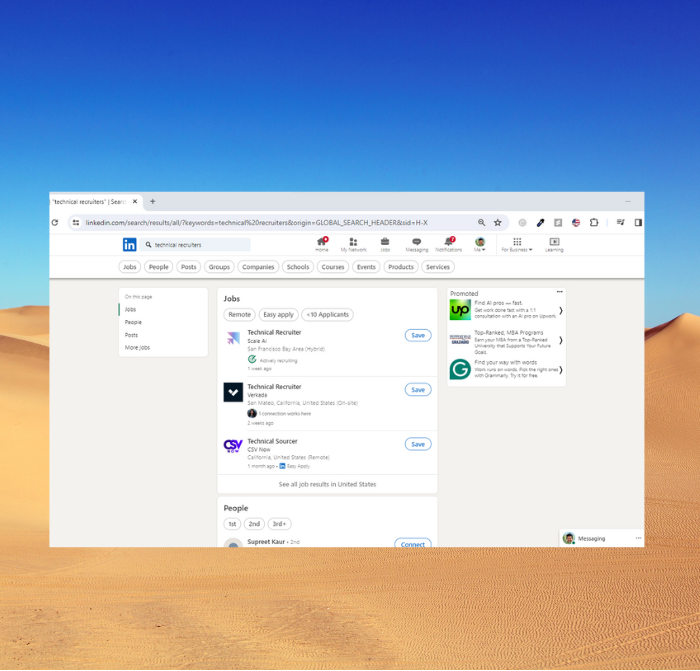 "technical recruiters" | Sear
linkedin.com/search/results/all/?keywords=technical%20recruiters&origin=GLOBAL_SEARCH_HEADER&sid=H-X
technical recruiters
Home
My Network
Jobs
Messaging
Notifications
Me
For Business
Learning
Jobs
People
Posts
Groups
Companies
Schools
Courses
Events
Products
Services
On this page
Jobs
People
Posts
More Jobs
Jobs
Remote
Easy apply
<10 Applicants
Technical Recruiter
Scale AI
San Francisco Bay Area (Hybrid)
Actively recruiting
1 week ago
Save
Technical Recruiter
Verkada
San Mateo, California, United States (On-site)
1 connection works here
2 weeks ago
Save
CSV
NOW
Technical Sourcer
CSV Now
California, United States (Remote)
1 month ago • in Easy Apply
Save
See all job results in United States
People
1st
2nd
3rd+
Supreet Kaur • 2nd
Connect
Promoted
up
Find AI pros — fast.
Get work done fast with a 1:1
consultation with an AI pro on Upwork.
Top-Ranked, MBA Programs
Earn your MBA from a Top-Ranked
University that Supports Your Future
Goals.
Find your way with words
Work runs on words. Pick the right ones
with Grammarly. Try it for free.
Messaging